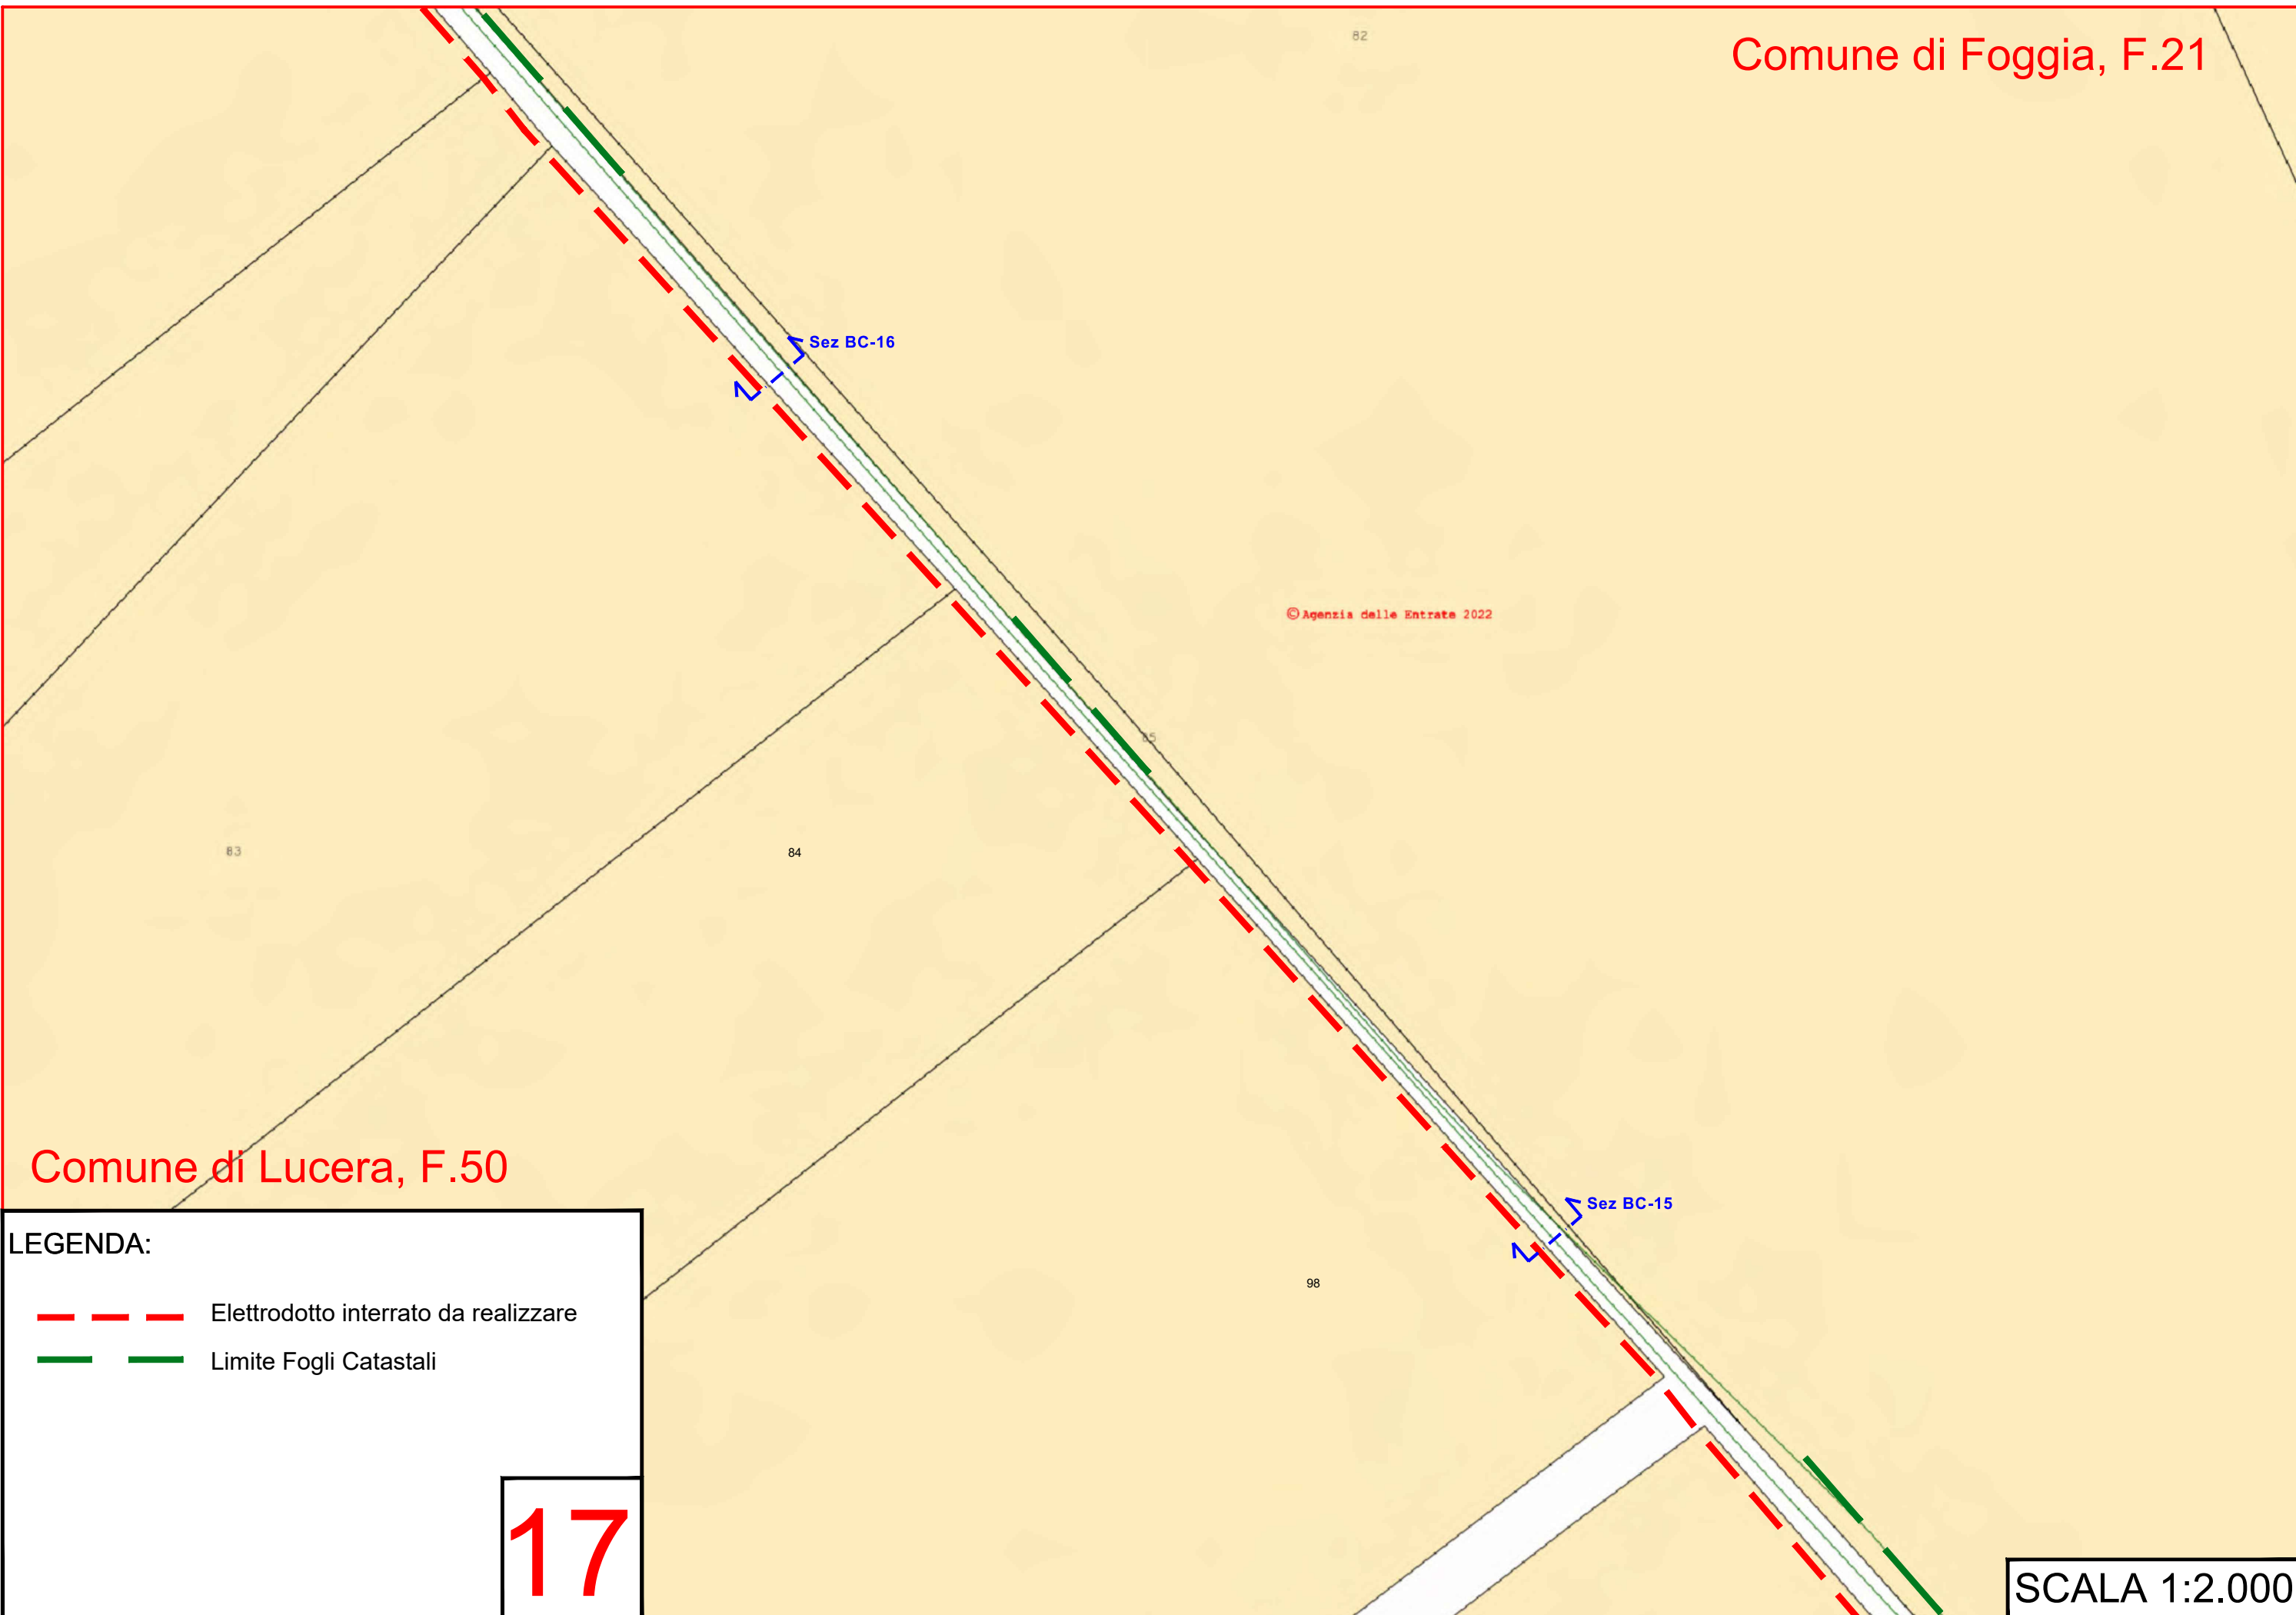 82
Comune di Foggia, F.21
Sez BC-16
© Agenzia delle Entrate 2022
85
83
84
Comune di Lucera, F.50
Sez BC-15
98
LEGENDA:
Elettrodotto interrato da realizzare
Limite Fogli Catastali
17
SCALA 1:2.000